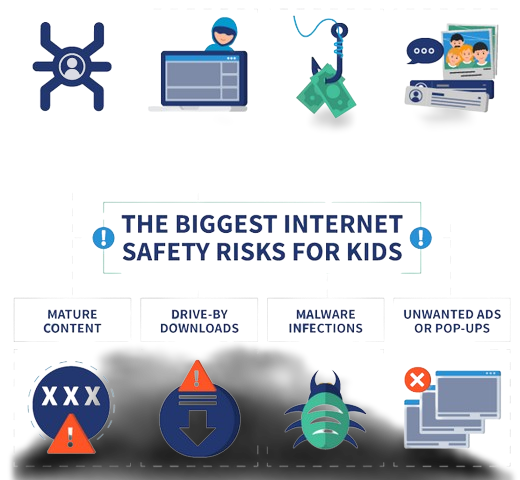 THE BIGGEST INTERNET
SAFETY RISKS FOR KIDS
MATURE
CONTENT
DRIVE-BY
DOWNLOADS
MALWARE
INFECTIONS
UNWANTED ADS
OR POP-UPS
XXX